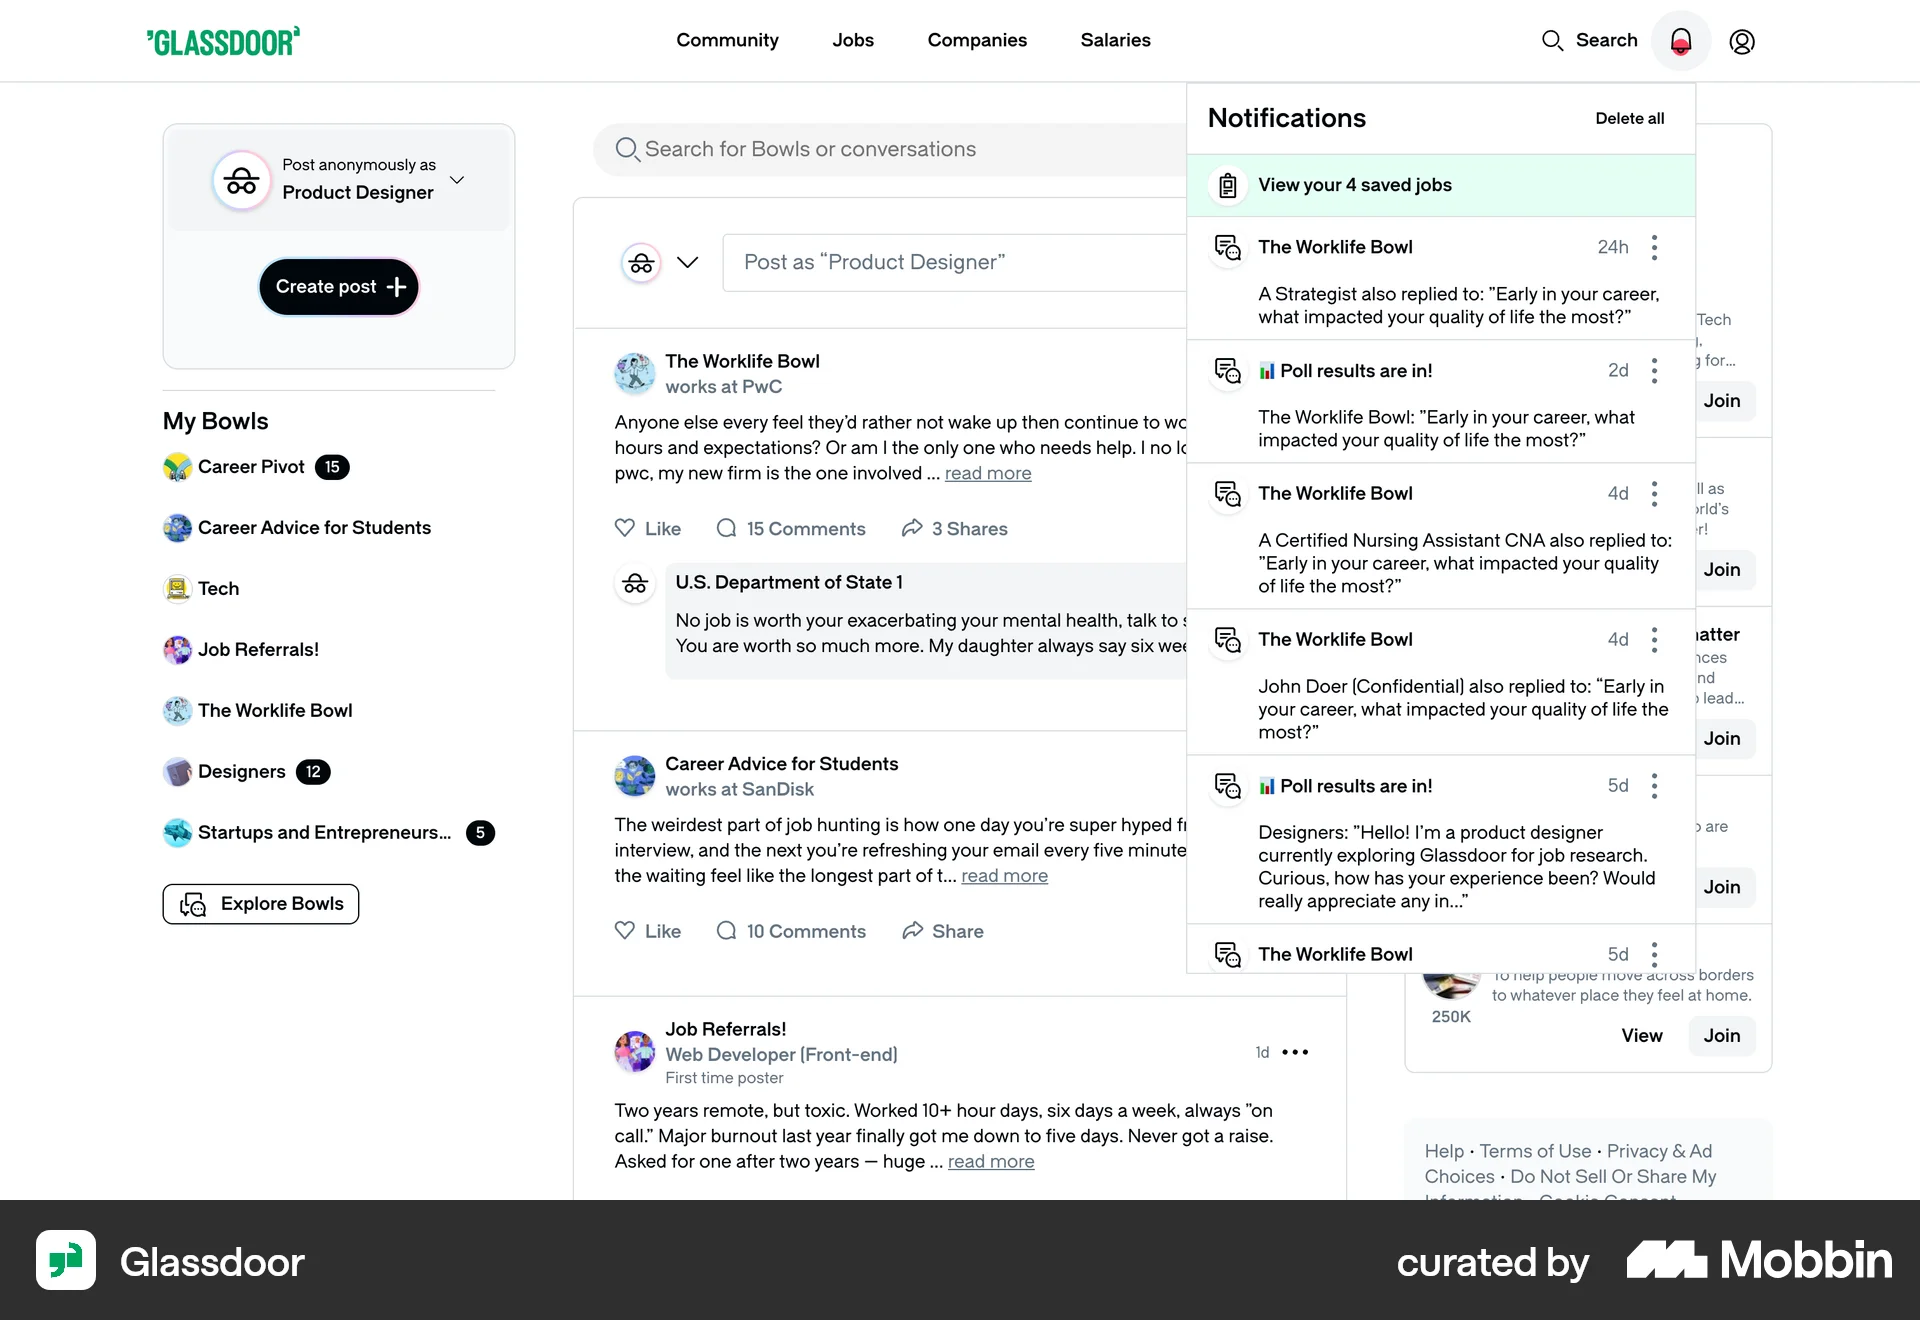 GLASSDOOR
Community
Jobs
Companies
Salaries
Search
Post anonymously as
Product Designer
Create post
My Bowls
Career Pivot 15
Career Advice for Students
Tech
Job Referrals!
The Worklife Bowl
Designers 12
Startups and Entrepreneurs... 5
Explore Bowls
Search for Bowls or conversations
Post as “Product Designer”
The Worklife Bowl
works at PwC
Anyone else every feel they’d rather not wake up then continue to wo
hours and expectations? Or am I the only one who needs help. I no lo
pwc, my new firm is the one involved ... read more
Like
15 Comments
3 Shares
U.S. Department of State 1
No job is worth your exacerbating your mental health, talk to s
You are worth so much more. My daughter always say six wee
Career Advice for Students
works at SanDisk
The weirdest part of job hunting is how one day you’re super hyped fr
interview, and the next you’re refreshing your email every five minute
the waiting feel like the longest part of t... read more
Like
10 Comments
Share
Job Referrals!
Web Developer (Front-end)
First time poster
1d
Two years remote, but toxic. Worked 10+ hour days, six days a week, always ”on
call.” Major burnout last year finally got me down to five days. Never got a raise.
Asked for one after two years — huge ... read more
Notifications
Delete all
View your 4 saved jobs
The Worklife Bowl 24h
A Strategist also replied to: ”Early in your career,
what impacted your quality of life the most?”
Poll results are in! 2d
The Worklife Bowl: ”Early in your career, what
impacted your quality of life the most?”
The Worklife Bowl 4d
A Certified Nursing Assistant CNA also replied to:
”Early in your career, what impacted your quality
of life the most?”
The Worklife Bowl 4d
John Doer (Confidential) also replied to: “Early in
your career, what impacted your quality of life the
most?”
Poll results are in! 5d
Designers: ”Hello! I’m a product designer
currently exploring Glassdoor for job research.
Curious, how has your experience been? Would
really appreciate any in...”
The Worklife Bowl 5d
Tech
g for...
Join
ll as
orld’s
r!
Join
atter
nces
nd
o lead...
Join
o are
Join
To help people move across borders
to whatever place they feel at home.
250K
View
Join
Help · Terms of Use · Privacy & Ad
Choices · Do Not Sell Or Share My
Information · Cookie Consent
Glassdoor
curated by
Mobbin